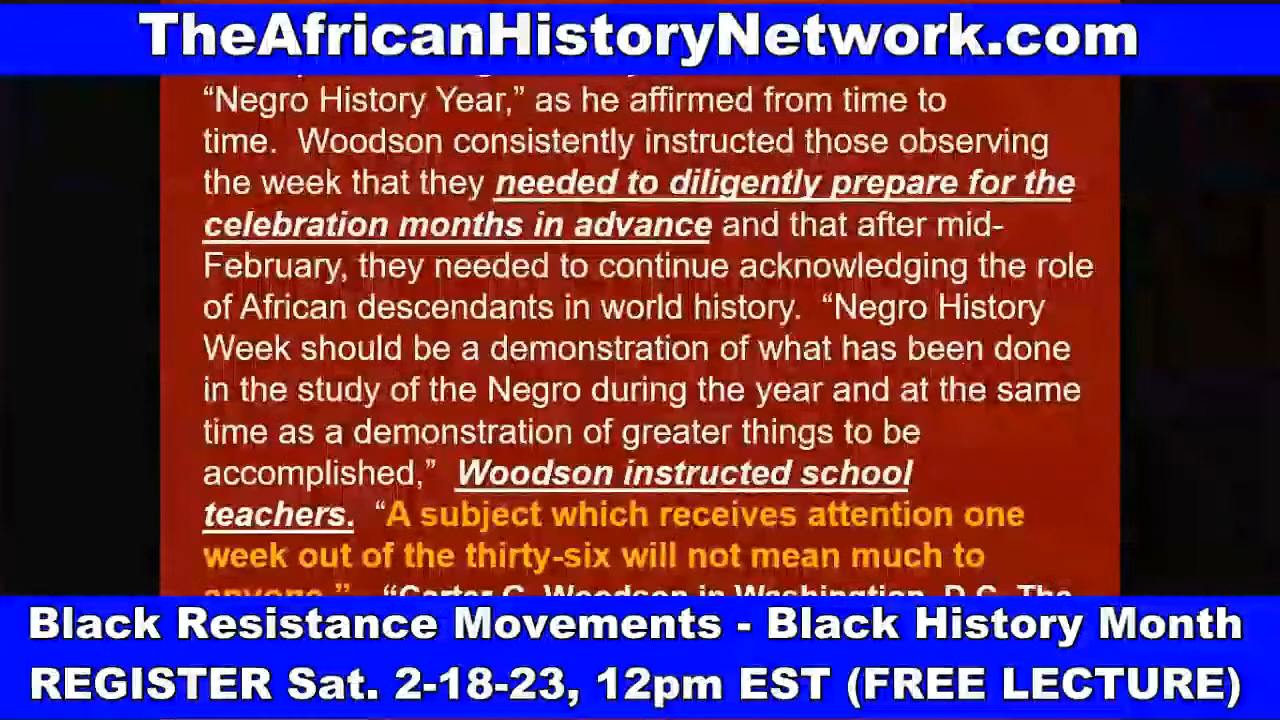 TheAfricanHistoryNetwork.com
“Negro History Year,” as he affirmed from time to
time. Woodson consistently instructed those observing
the week that they needed to diligently prepare for the
celebration months in advance and that after mid-
February, they needed to continue acknowledging the role
of African descendants in world history. “Negro History
Week should be a demonstration of what has been done
in the study of the Negro during the year and at the same
time as a demonstration of greater things to be
accomplished,” Woodson instructed school
teachers. “A subject which receives attention one
week out of the thirty-six will not mean much to
anyone.” “Carter G. Woodson in Washington, D.C. The
Black Resistance Movements - Black History Month
REGISTER Sat. 2-18-23, 12pm EST (FREE LECTURE)